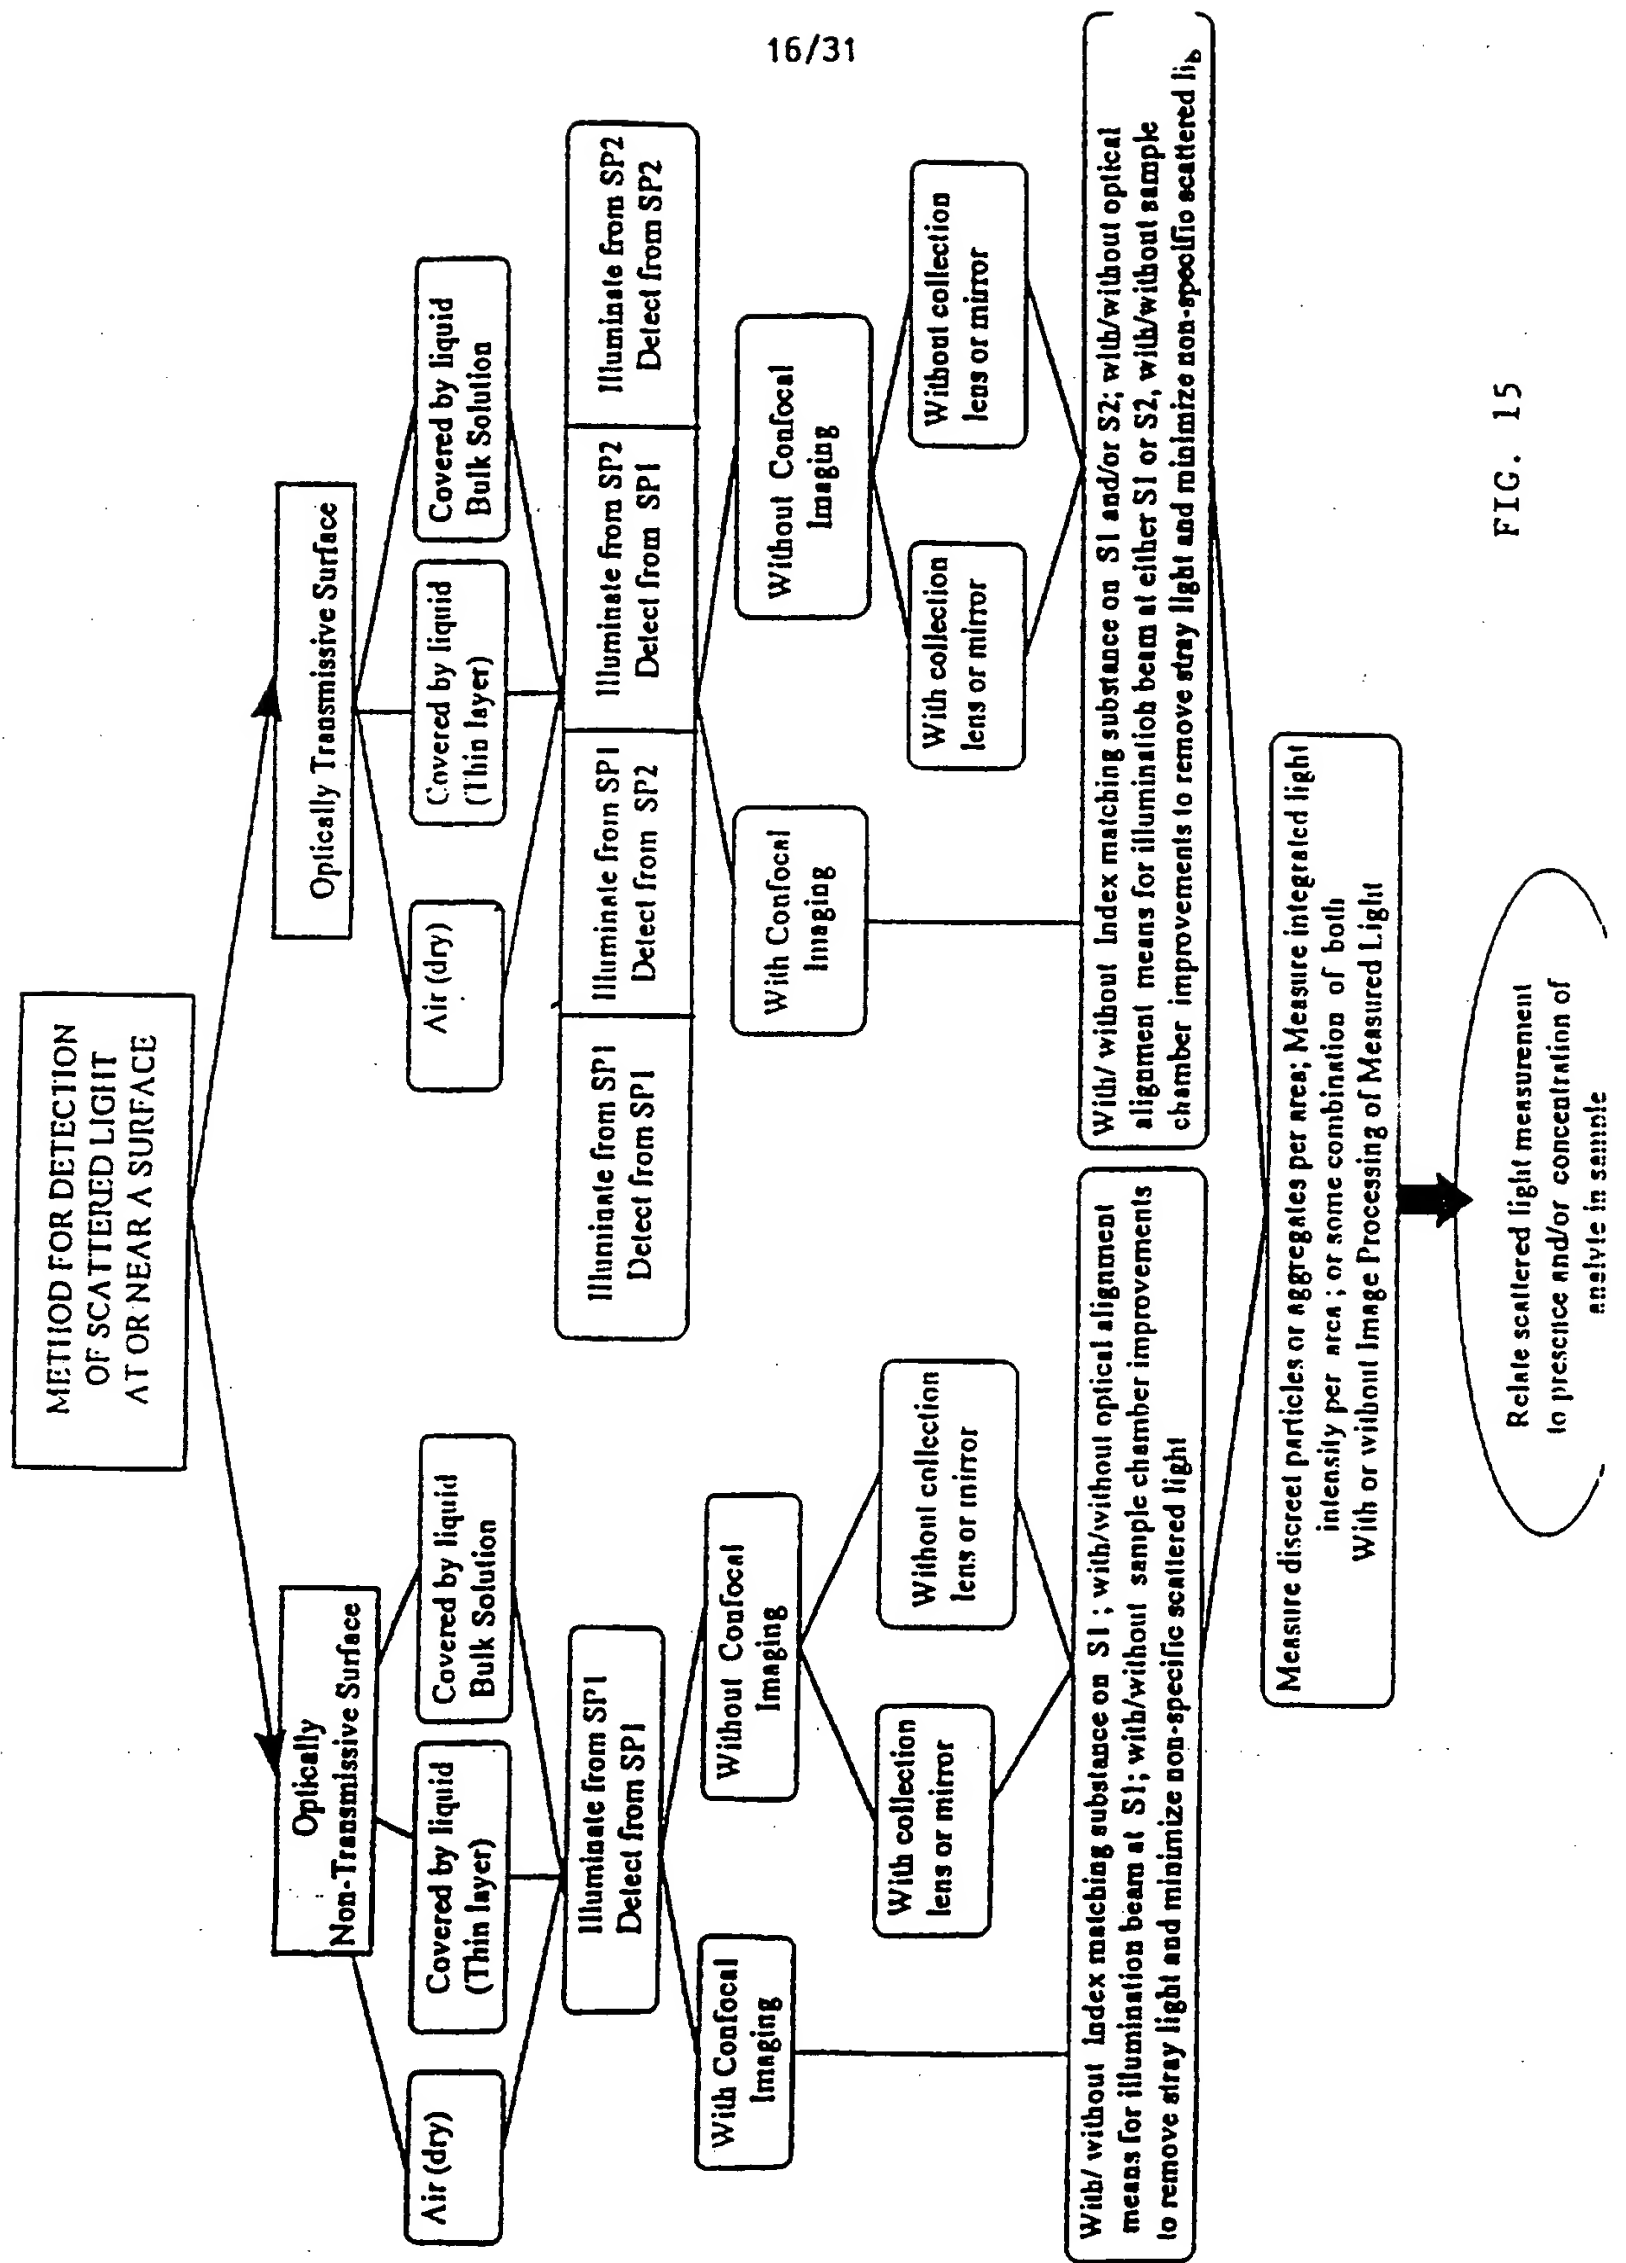 16/31
METHOD FOR DETECTION
OF SCATTERED LIGHT
AT OR NEAR A SURFACE
Optically
Non-Transmissive Surface
Optically Transmissive Surface
Air (dry)
Covered by liquid
(Thin layer)
Covered by liquid
Bulk Solution
Air (dry)
Covered by liquid
(Thin layer)
Covered by liquid
Bulk Solution
Illuminate from SP1
Detect from SP1
Illuminate from SP1
Detect from SP1
Illuminate from SP1
Detect from SP2
Illuminate from SP2
Detect from SP1
Illuminate from SP2
Detect from SP2
With Confocal
Imaging
Without Confocal
Imaging
With Confocal
Imaging
Without Confocal
Imaging
With collection
lens or mirror
Without collection
lens or mirror
With collection
lens or mirror
Without collection
lens or mirror
With/ without Index matching substance on S1 ; with/without optical alignment
means for illumination beam at S1; with/without sample chamber improvements
to remove stray light and minimize non-specific scattered light
With/ without Index matching substance on S1 and/or S2; with/without optical
alignment means for illumination beam at either S1 or S2, with/without sample
chamber improvements to remove stray light and minimize non-specific scattered
Measure discreet particles or aggregates per area; Measure integrated light
intensity per area ; or some combination of both
With or without Image Processing of Measured Light
Relate scattered light measurement
to presence and/or concentration of
analyte in sample
FIG. 15